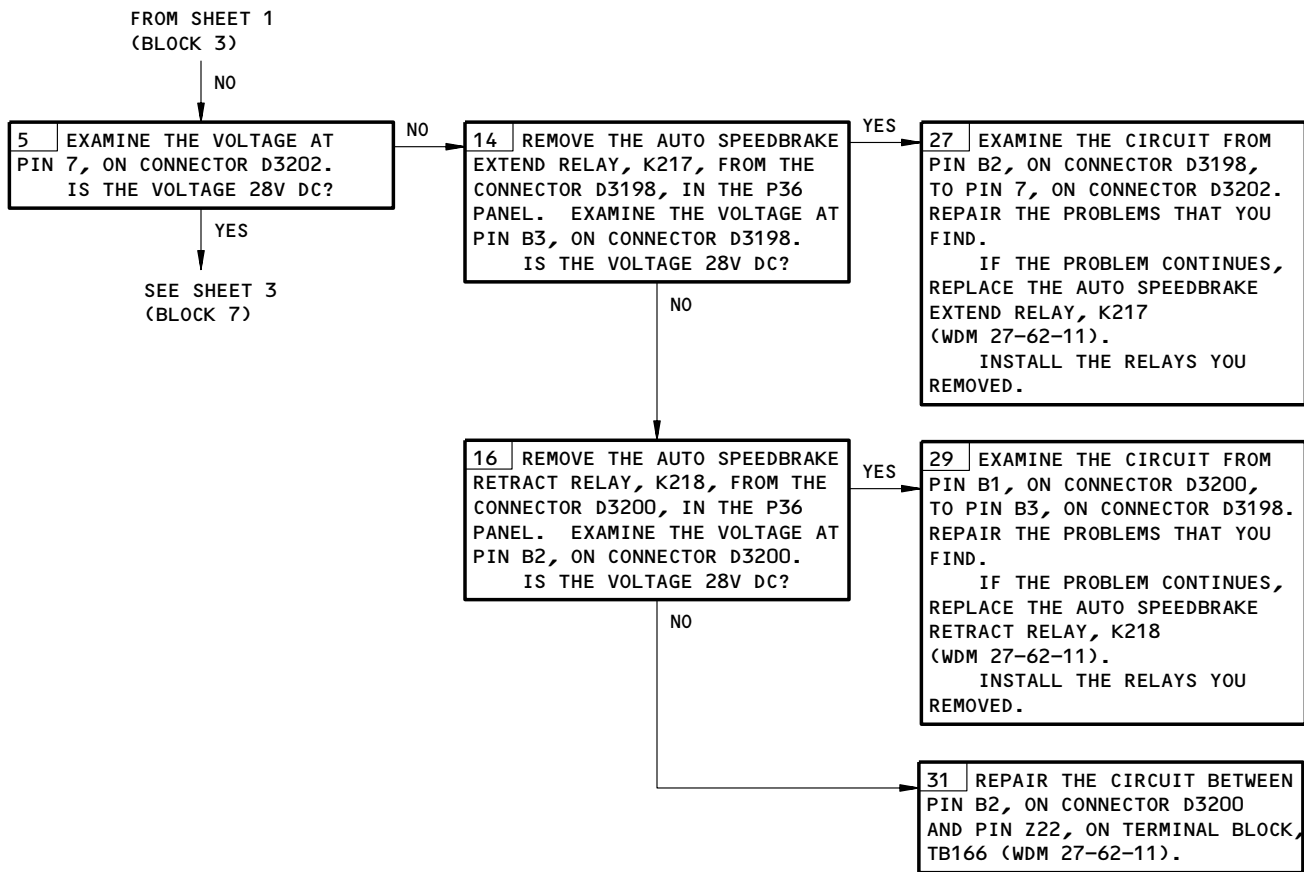 FROM SHEET 1
(BLOCK 3)
NO
5 EXAMINE THE VOLTAGE AT
PIN 7, ON CONNECTOR D3202.
IS THE VOLTAGE 28V DC?
NO
YES
SEE SHEET 3
(BLOCK 7)
14 REMOVE THE AUTO SPEEDBRAKE
EXTEND RELAY, K217, FROM THE
CONNECTOR D3198, IN THE P36
PANEL. EXAMINE THE VOLTAGE AT
PIN B3, ON CONNECTOR D3198.
IS THE VOLTAGE 28V DC?
YES
NO
27 EXAMINE THE CIRCUIT FROM
PIN B2, ON CONNECTOR D3198,
TO PIN 7, ON CONNECTOR D3202.
REPAIR THE PROBLEMS THAT YOU
FIND.
IF THE PROBLEM CONTINUES,
REPLACE THE AUTO SPEEDBRAKE
EXTEND RELAY, K217
(WDM 27-62-11).
INSTALL THE RELAYS YOU
REMOVED.
16 REMOVE THE AUTO SPEEDBRAKE
RETRACT RELAY, K218, FROM THE
CONNECTOR D3200, IN THE P36
PANEL. EXAMINE THE VOLTAGE AT
PIN B2, ON CONNECTOR D3200.
IS THE VOLTAGE 28V DC?
YES
NO
29 EXAMINE THE CIRCUIT FROM
PIN B1, ON CONNECTOR D3200,
TO PIN B3, ON CONNECTOR D3198.
REPAIR THE PROBLEMS THAT YOU
FIND.
IF THE PROBLEM CONTINUES,
REPLACE THE AUTO SPEEDBRAKE
RETRACT RELAY, K218
(WDM 27-62-11).
INSTALL THE RELAYS YOU
REMOVED.
31 REPAIR THE CIRCUIT BETWEEN
PIN B2, ON CONNECTOR D3200
AND PIN Z22, ON TERMINAL BLOCK,
TB166 (WDM 27-62-11).